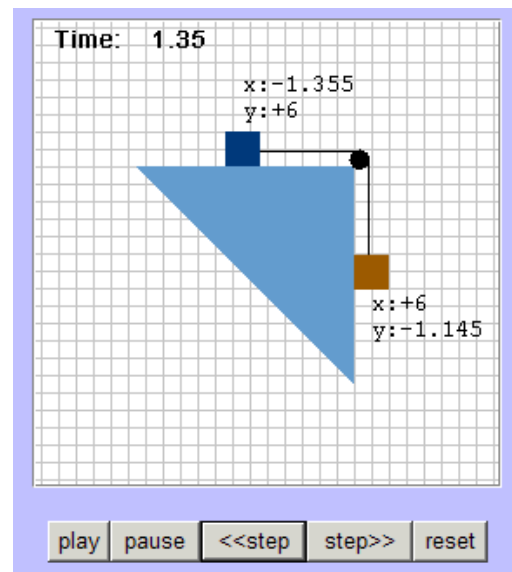 Time: 1.35
x:-1.355
y:+6
x:+6
y:-1.145
play pause <<step step>> reset